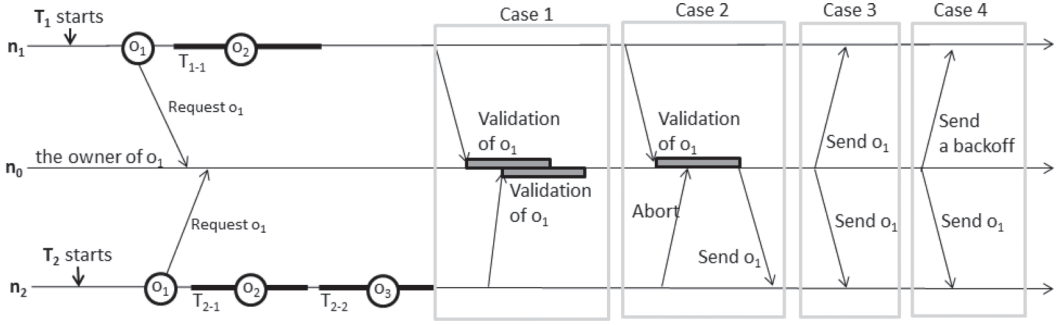 Case 1
Case 2
Case 3
Case 4
T1 starts
n1
o1
T1-1
o2
Request o1
Validation
of o1
Validation
of o1
Send o1
Send
a backoff
the owner of o1
n0
Validation
of o1
Request o1
Abort
Send o1
Send o1
Send o1
T2 starts
n2
o1
T2-1
o2
T2-2
o3